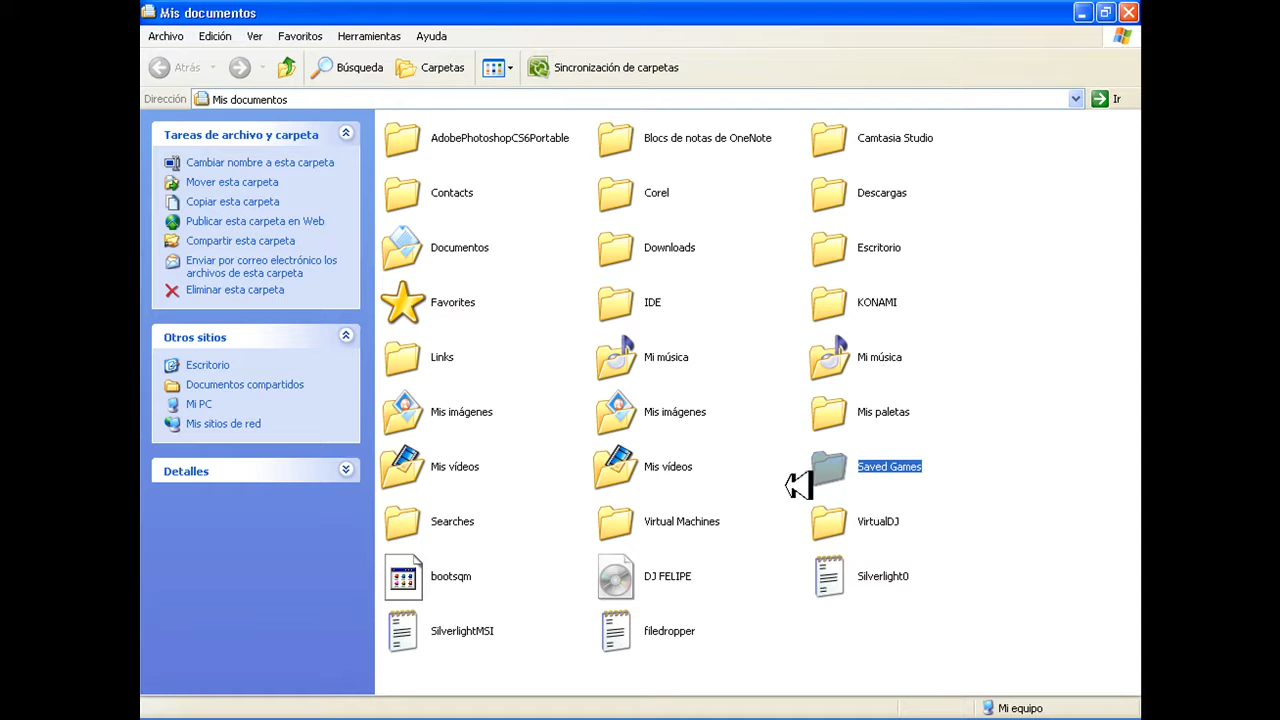 Mis documentos
Archivo Edición Ver Favoritos Herramientas Ayuda
Atrás Búsqueda Carpetas Sincronización de carpetas
Dirección Mis documentos Ir
Tareas de archivo y carpeta
Cambiar nombre a esta carpeta
Mover esta carpeta
Copiar esta carpeta
Publicar esta carpeta en Web
Compartir esta carpeta
Enviar por correo electrónico los
archivos de esta carpeta
Eliminar esta carpeta
Otros sitios
Escritorio
Documentos compartidos
Mi PC
Mis sitios de red
Detalles
AdobePhotoshopCS6Portable Blocs de notas de OneNote Camtasia Studio
Contacts Corel Descargas
Documentos Downloads Escritorio
Favorites IDE KONAMI
Links Mi música Mi música
Mis imágenes Mis imágenes Mis paletas
Mis vídeos Mis vídeos Saved Games
Searches Virtual Machines VirtualDJ
bootsqm DJ FELIPE Silverlight0
SilverlightMSI filedropper
Mi equipo